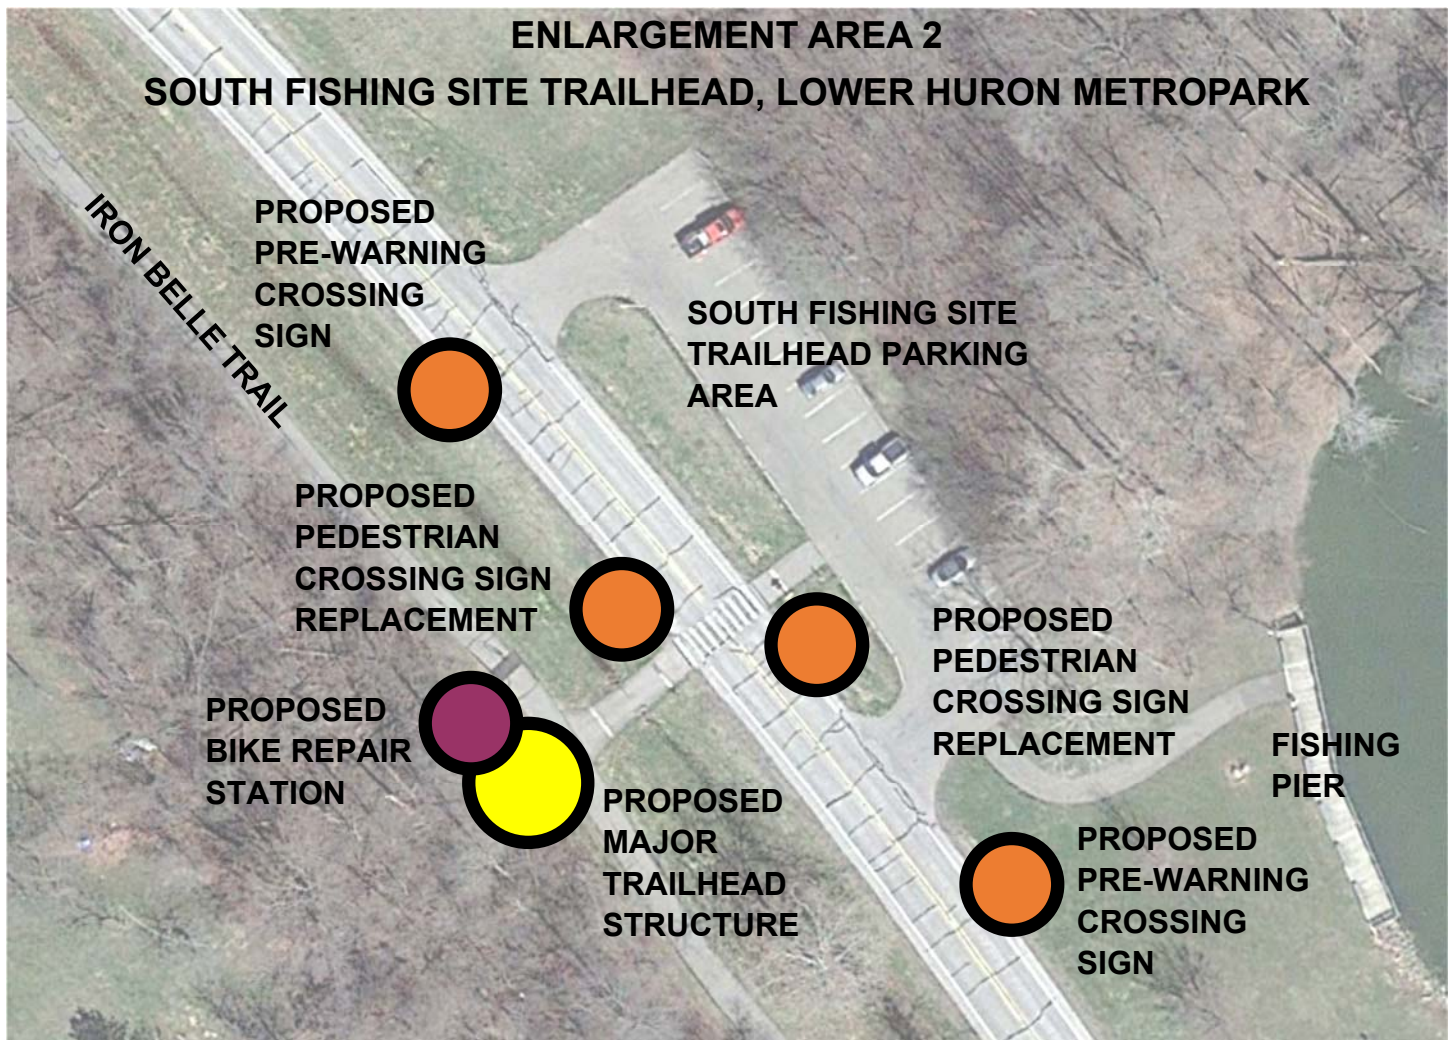 ENLARGEMENT AREA 2
SOUTH FISHING SITE TRAILHEAD, LOWER HURON METROPARK
IRON BELLE TRAIL
PROPOSED
PRE-WARNING
CROSSING
SIGN
SOUTH FISHING SITE
TRAILHEAD PARKING
AREA
PROPOSED
PEDESTRIAN
CROSSING SIGN
REPLACEMENT
PROPOSED
PEDESTRIAN
CROSSING SIGN
REPLACEMENT
PROPOSED
BIKE REPAIR
STATION
FISHING
PIER
PROPOSED
MAJOR
TRAILHEAD
STRUCTURE
PROPOSED
PRE-WARNING
CROSSING
SIGN